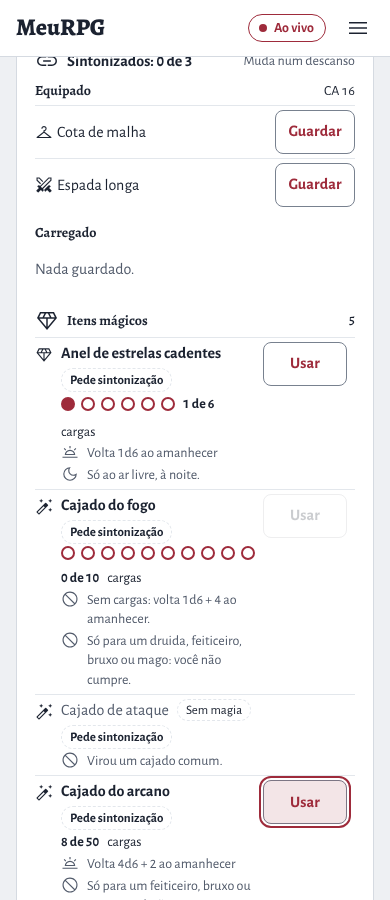 MeuRPG
Ao vivo
Sintonizados: 0 de 3
Muda num descanso
Equipado
CA 16
Cota de malha
Guardar
Espada longa
Guardar
Carregado
Nada guardado.
Itens mágicos
5
Anel de estrelas cadentes
Usar
Pede sintonização
1 de 6
cargas
Volta 1d6 ao amanhecer
Só ao ar livre, à noite.
Cajado do fogo
Usar
Pede sintonização
0 de 10 cargas
Sem cargas: volta 1d6 + 4 ao
amanhecer.
Só para um druida, feiticeiro,
bruxo ou mago: você não
cumpre.
Cajado de ataque
Sem magia
Pede sintonização
Virou um cajado comum.
Cajado do arcano
Usar
Pede sintonização
8 de 50 cargas
Volta 4d6 + 2 ao amanhecer
Só para um feiticeiro, bruxo ou